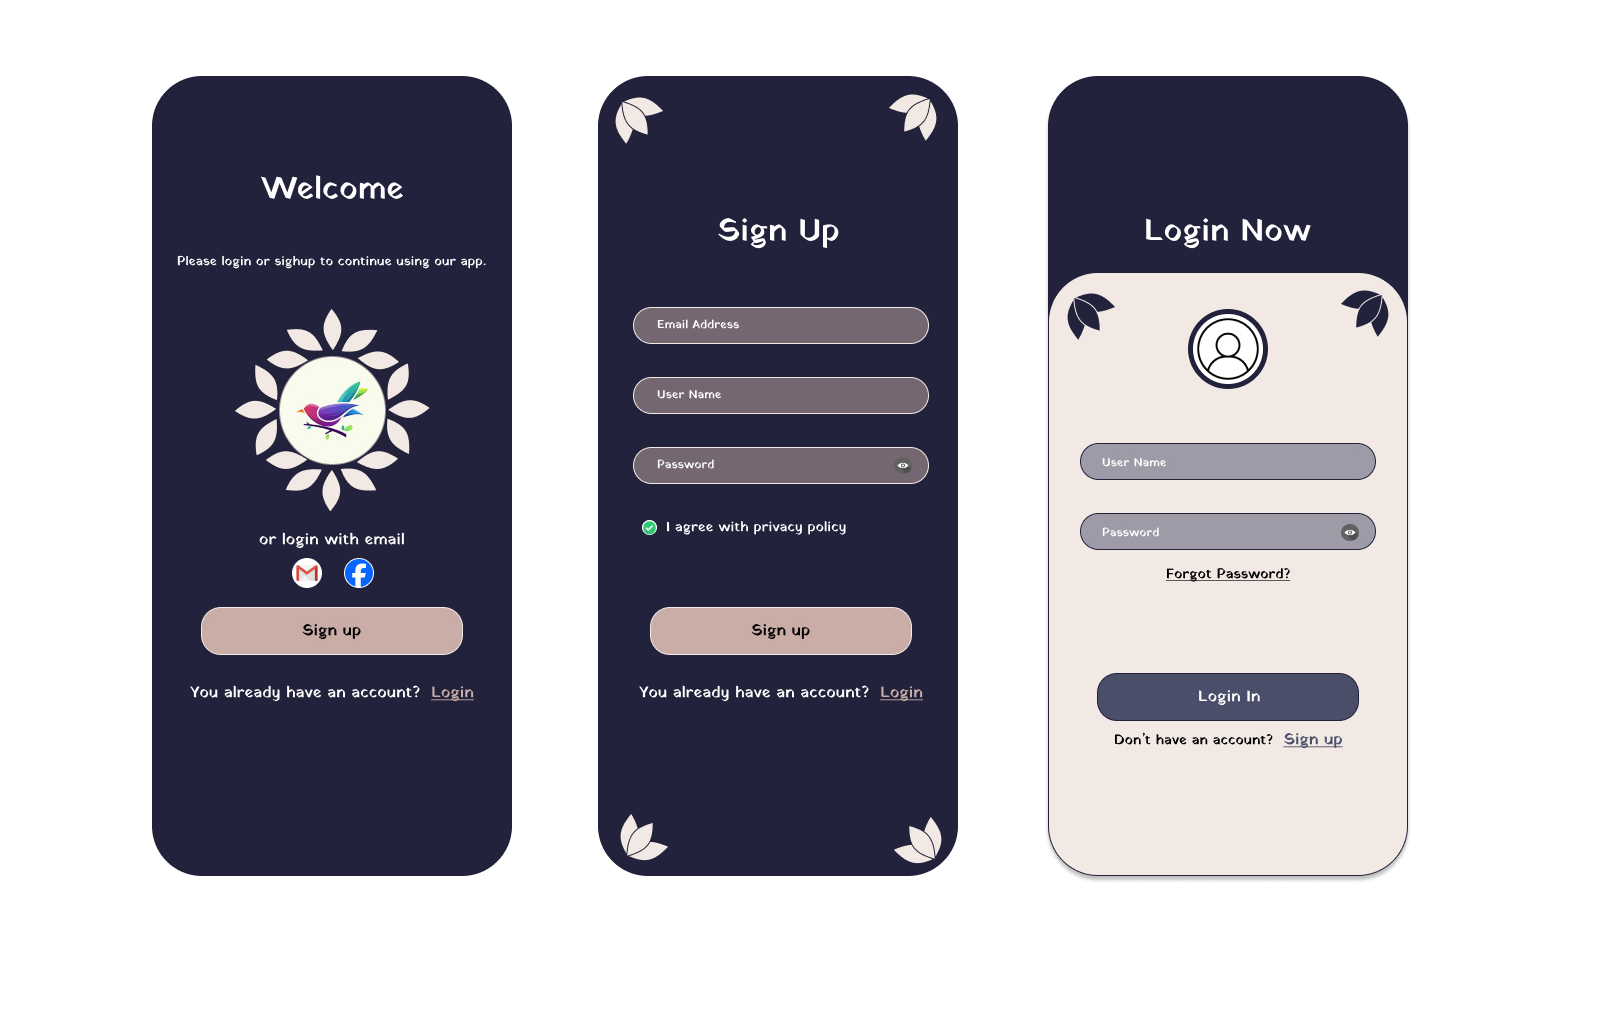 Welcome
Please login or sighup to continue using our app.
or login with email
Sign up
You already have an account? Login
Sign Up
Email Address
User Name
Password
I agree with privacy policy
Sign up
You already have an account? Login
Login Now
User Name
Password
Forgot Password?
Login In
Don't have an account? Sign up